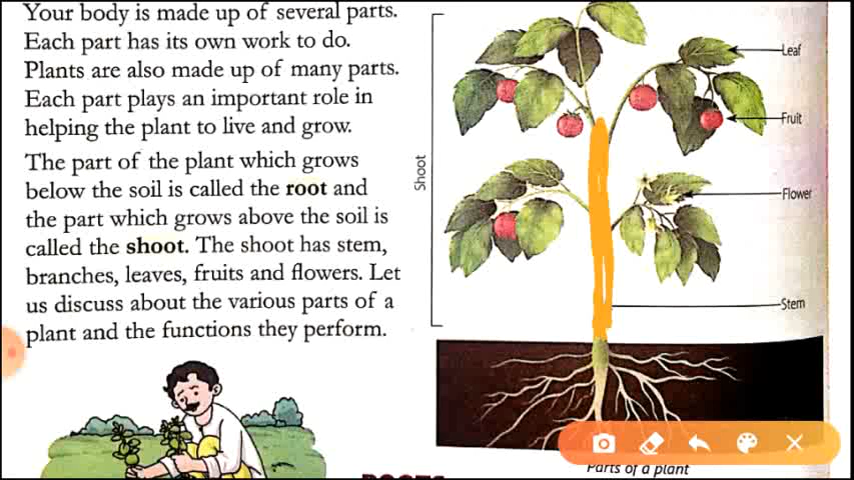 Your body is made up of several parts.
Each part has its own work to do.
Plants are also made up of many parts.
Each part plays an important role in
helping the plant to live and grow.
The part of the plant which grows
below the soil is called the root and
the part which grows above the soil is
called the shoot. The shoot has stem,
branches, leaves, fruits and flowers. Let
us discuss about the various parts of a
plant and the functions they perform.
Shoot
Leaf
Fruit
Flower
Stem
Parts of a plant
ROOTS